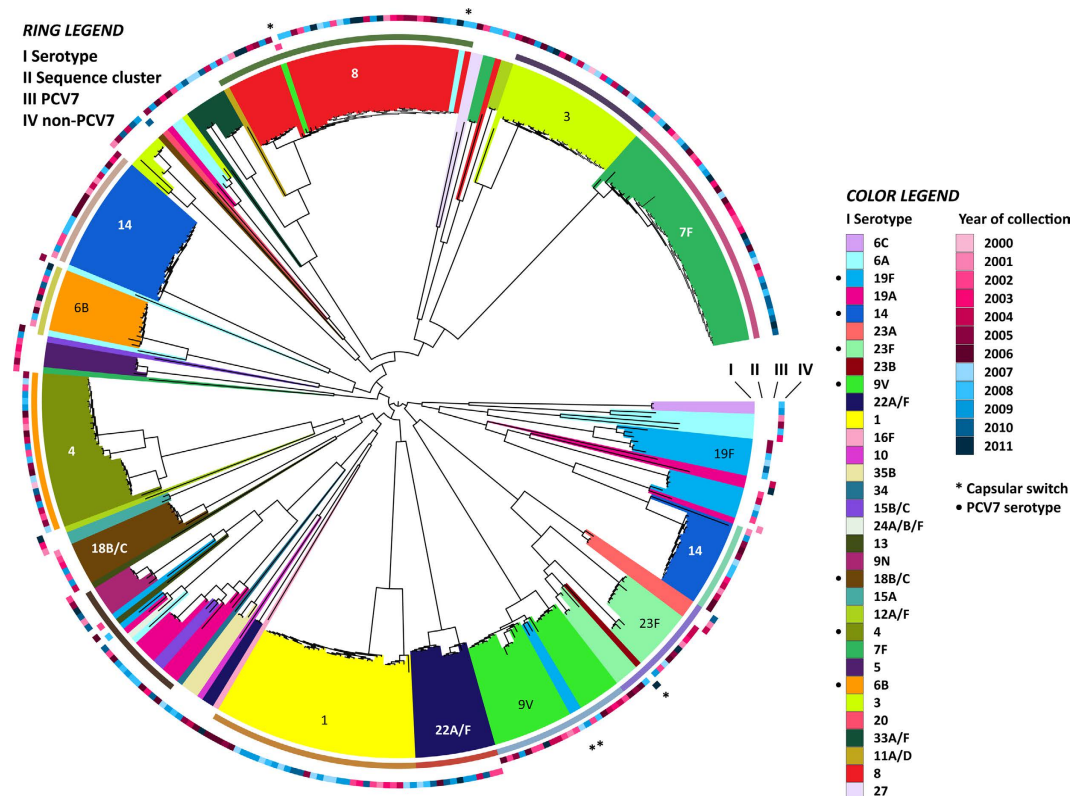 *
*
RING LEGEND
I Serotype
II Sequence cluster
III PCV7
IV non-PCV7
8
3
7F
14
6B
4
18B/C
1
22A/F
9V
23F
14
19F
I II III IV
*
* *
COLOR LEGEND
I Serotype
Year of collection
6C
6A
• 19F
19A
• 14
23A
• 23F
23B
• 9V
22A/F
1
16F
10
35B
34
15B/C
24A/B/F
13
9N
• 18B/C
15A
12A/F
• 4
7F
5
• 6B
3
20
33A/F
11A/D
8
27
2000
2001
2002
2003
2004
2005
2006
2007
2008
2009
2010
2011
* Capsular switch
• PCV7 serotype